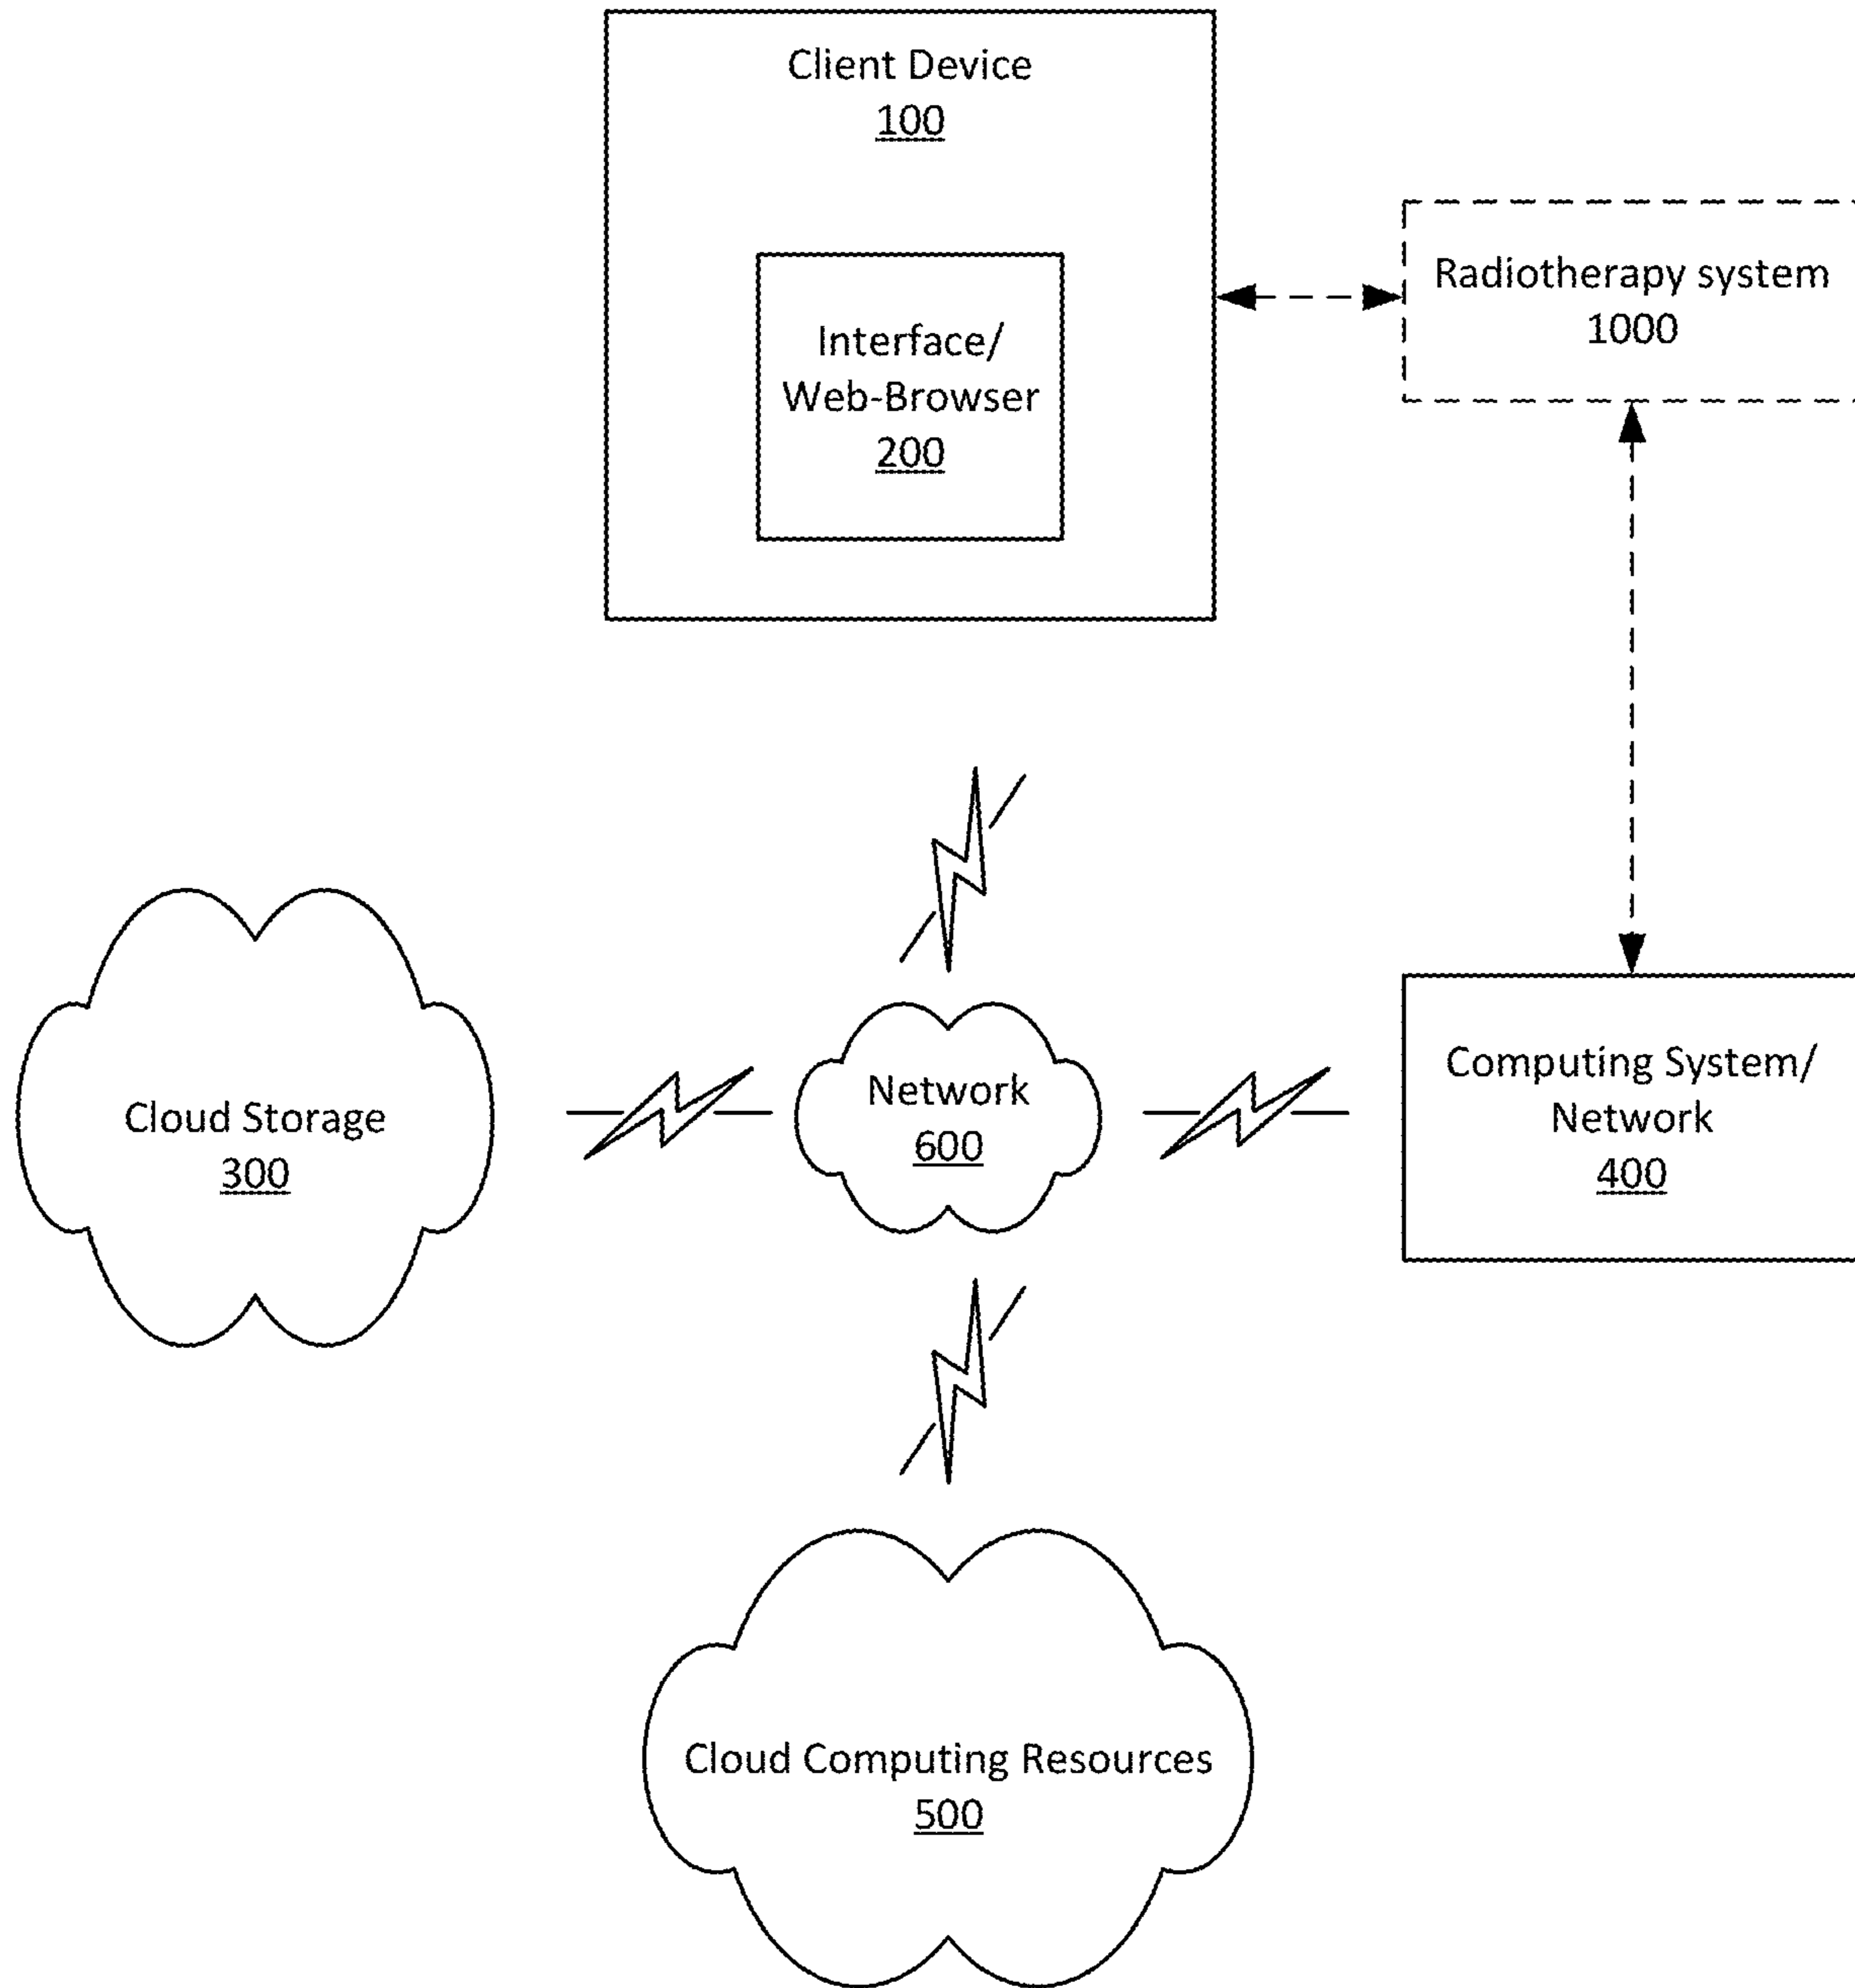 Client Device
100
Interface/
Web-Browser
200
Radiotherapy system
1000
Cloud Storage
300
Network
600
Computing System/
Network
400
Cloud Computing Resources
500